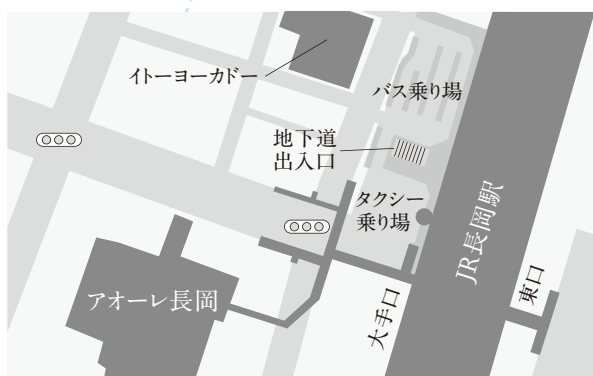 イトーヨーカドー
バス乗り場
地下道
出入口
タクシー
乗り場
JR長岡駅
アオーレ長岡
大手口
東口